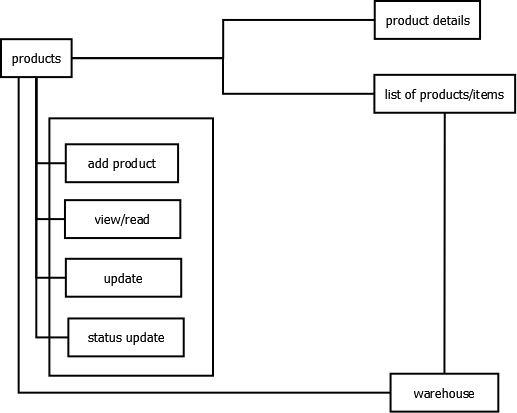 product details
products
list of products/items
add product
view/read
update
status update
warehouse